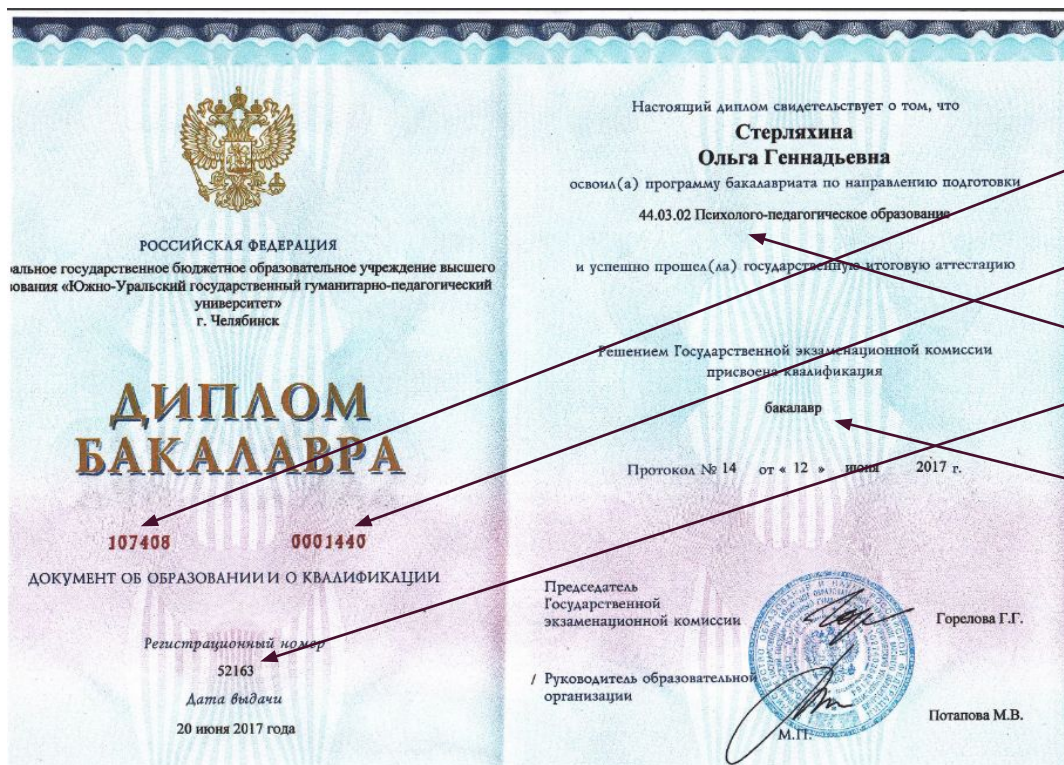 РОССИЙСКАЯ ФЕДЕРАЦИЯ
государственное бюджетное образовательное учреждение высшего
«Южно-Уральский государственный гуманитарно-педагогический
университет»
г. Челябинск
ДИПЛОМ
БАКАЛАВРА
107408 0001440
ДОКУМЕНТ ОБ ОБРАЗОВАНИИ И О КВАЛИФИКАЦИИ
Регистрационный номер
52163
Дата выдачи
20 июня 2017 года
Настоящий диплом свидетельствует о том, что
Стерляхина
Ольга Геннадьевна
освоил(а) программу бакалавриата по направлению подготовки
44.03.02 Психолого-педагогическое образование
и успешно прошел(ла) государственную итоговую аттестацию
Решением Государственной экзаменационной комиссии
присвоена квалификация
бакалавр
Протокол № 14 от « 12 » июня 2017 г.
Председатель
Государственной
экзаменационной комиссии
Горелова Г.Г.
/ Руководитель образовательной
организации
Потапова М.В.
М.П.